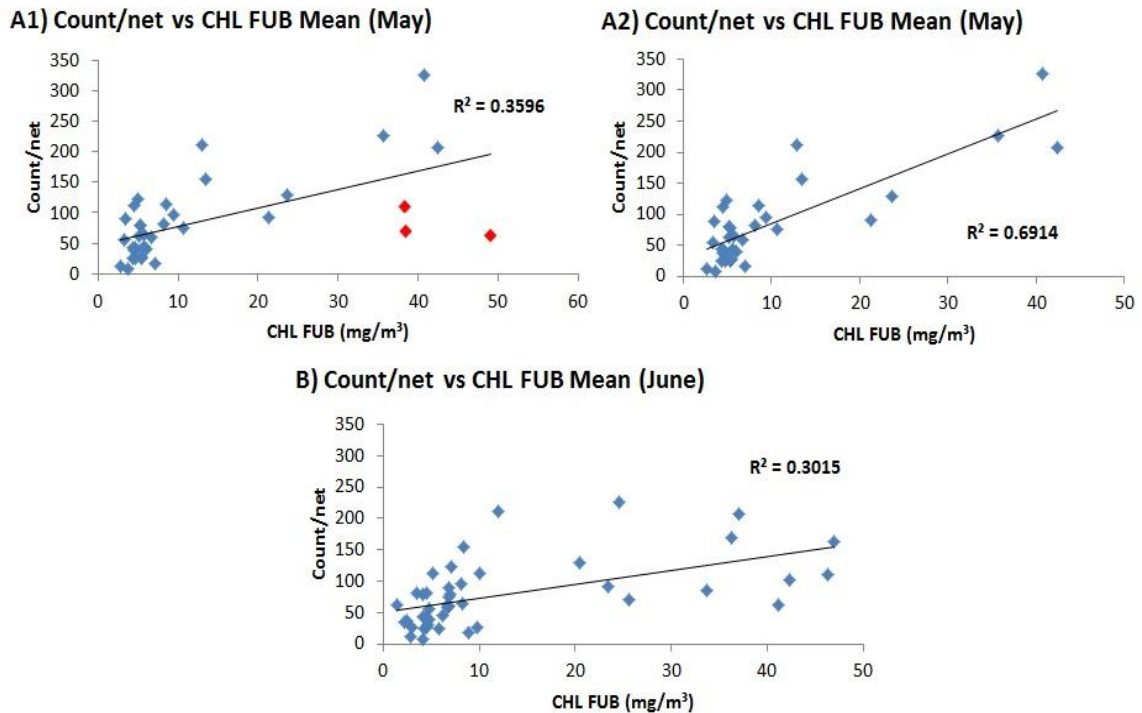 A1) Count/net vs CHL FUB Mean (May)
350
300
250
200
150
100
50
0
Count/net
R² = 0.3596
0 10 20 30 40 50 60
CHL FUB (mg/m³)
A2) Count/net vs CHL FUB Mean (May)
350
300
250
200
150
100
50
0
Count/net
R² = 0.6914
0 10 20 30 40 50
CHL FUB (mg/m³)
B) Count/net vs CHL FUB Mean (June)
350
300
250
200
150
100
50
0
Count/net
R² = 0.3015
0 10 20 30 40 50
CHL FUB (mg/m³)